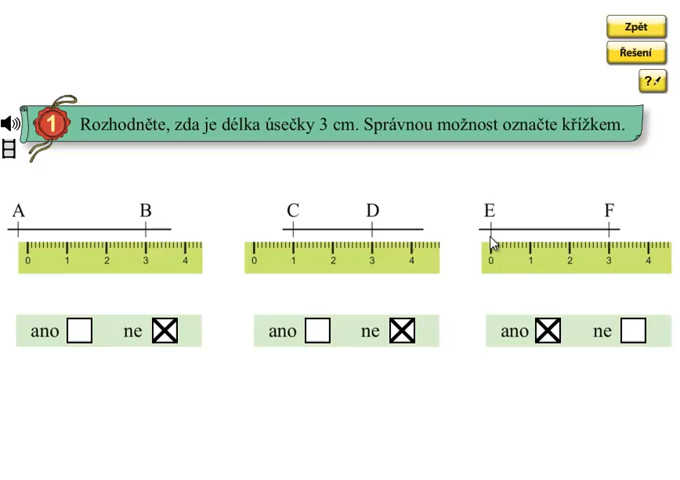 Zpět
Řešení
?
1 Rozhodněte, zda je délka úsečky 3 cm. Správnou možnost označte křížkem.
A B C D E F
0 1 2 3 4 0 1 2 3 4 0 1 2 3 4
ano ne ano ne ano ne